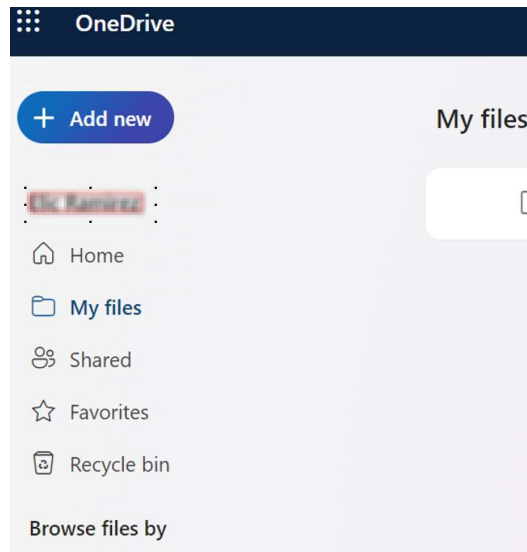 OneDrive
Add new
My files
Home
My files
Shared
Favorites
Recycle bin
Browse files by